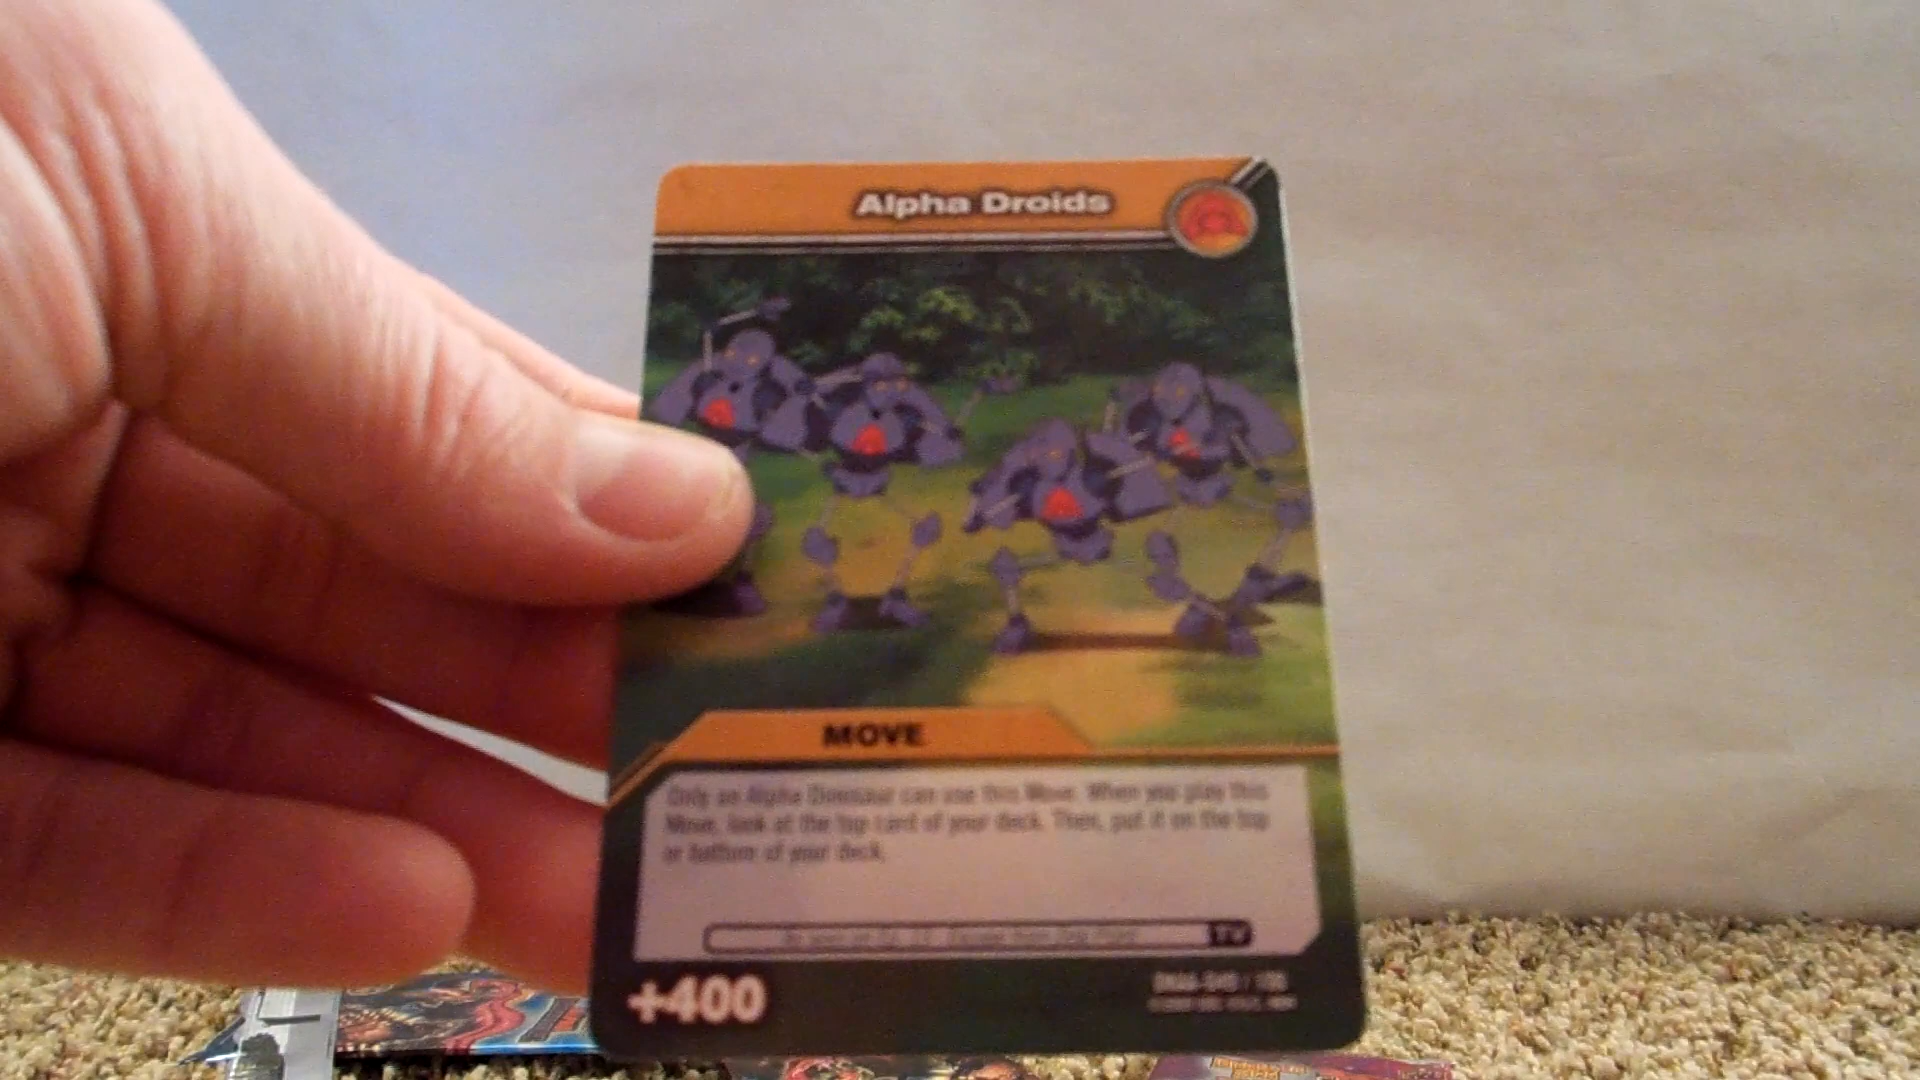 Alpha Droids
MOVE
Only an Alpha Dinosaur can use this Move. When you play this
Move, look at the top card of your deck. Then, put it on the top
or bottom of your deck.
TV
+400